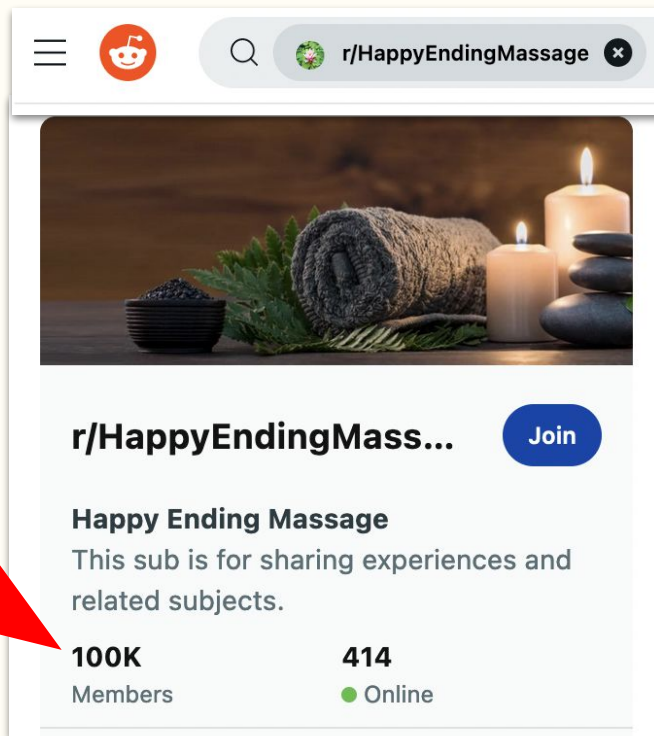 r/HappyEndingMassage
r/HappyEndingMass...
Join
Happy Ending Massage
This sub is for sharing experiences and
related subjects.
100K
414
Members
Online